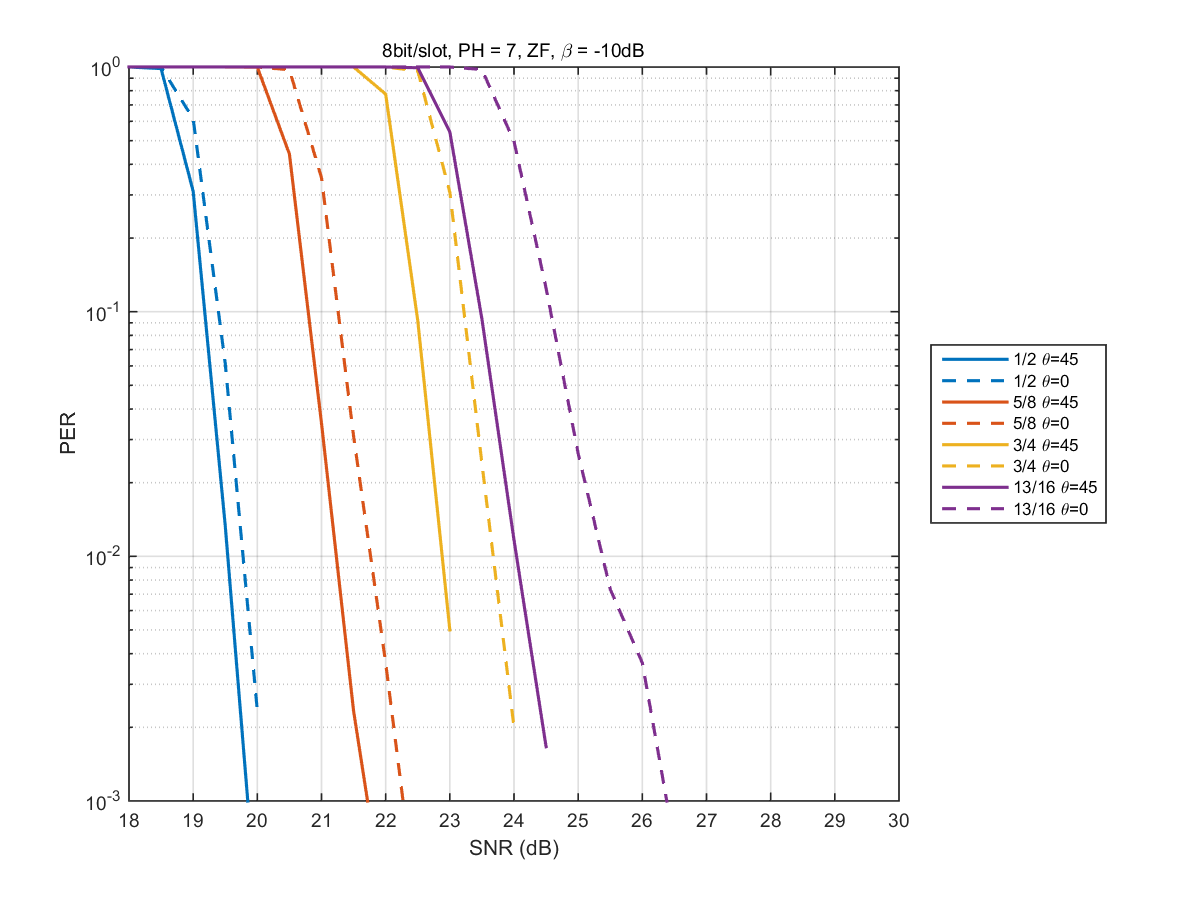 8bit/slot, PH = 7, ZF, β = -10dB
10⁰
10⁻¹
10⁻²
10⁻³
PER
18 19 20 21 22 23 24 25 26 27 28 29 30
SNR (dB)
1/2 θ=45
1/2 θ=0
5/8 θ=45
5/8 θ=0
3/4 θ=45
3/4 θ=0
13/16 θ=45
13/16 θ=0